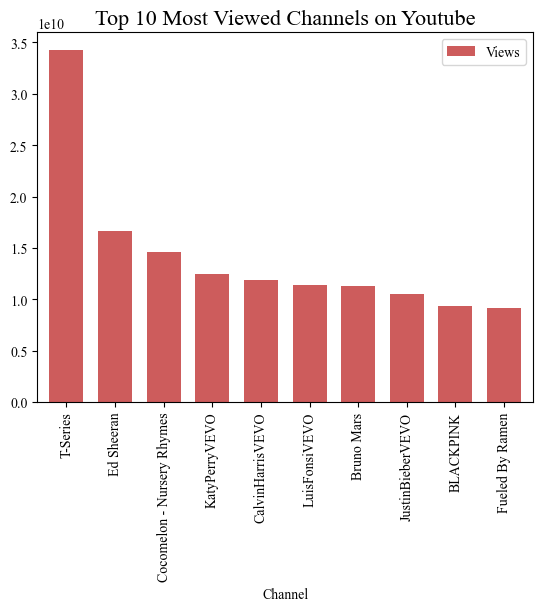 Top 10 Most Viewed Channels on Youtube
1e10
Views
3.5
3.0
2.5
2.0
1.5
1.0
0.5
0.0
T-Series
Ed Sheeran
Cocomelon - Nursery Rhymes
KatyPerryVEVO
CalvinHarrisVEVO
LuisFonsiVEVO
Bruno Mars
JustinBieberVEVO
BLACKPINK
Fueled By Ramen
Channel